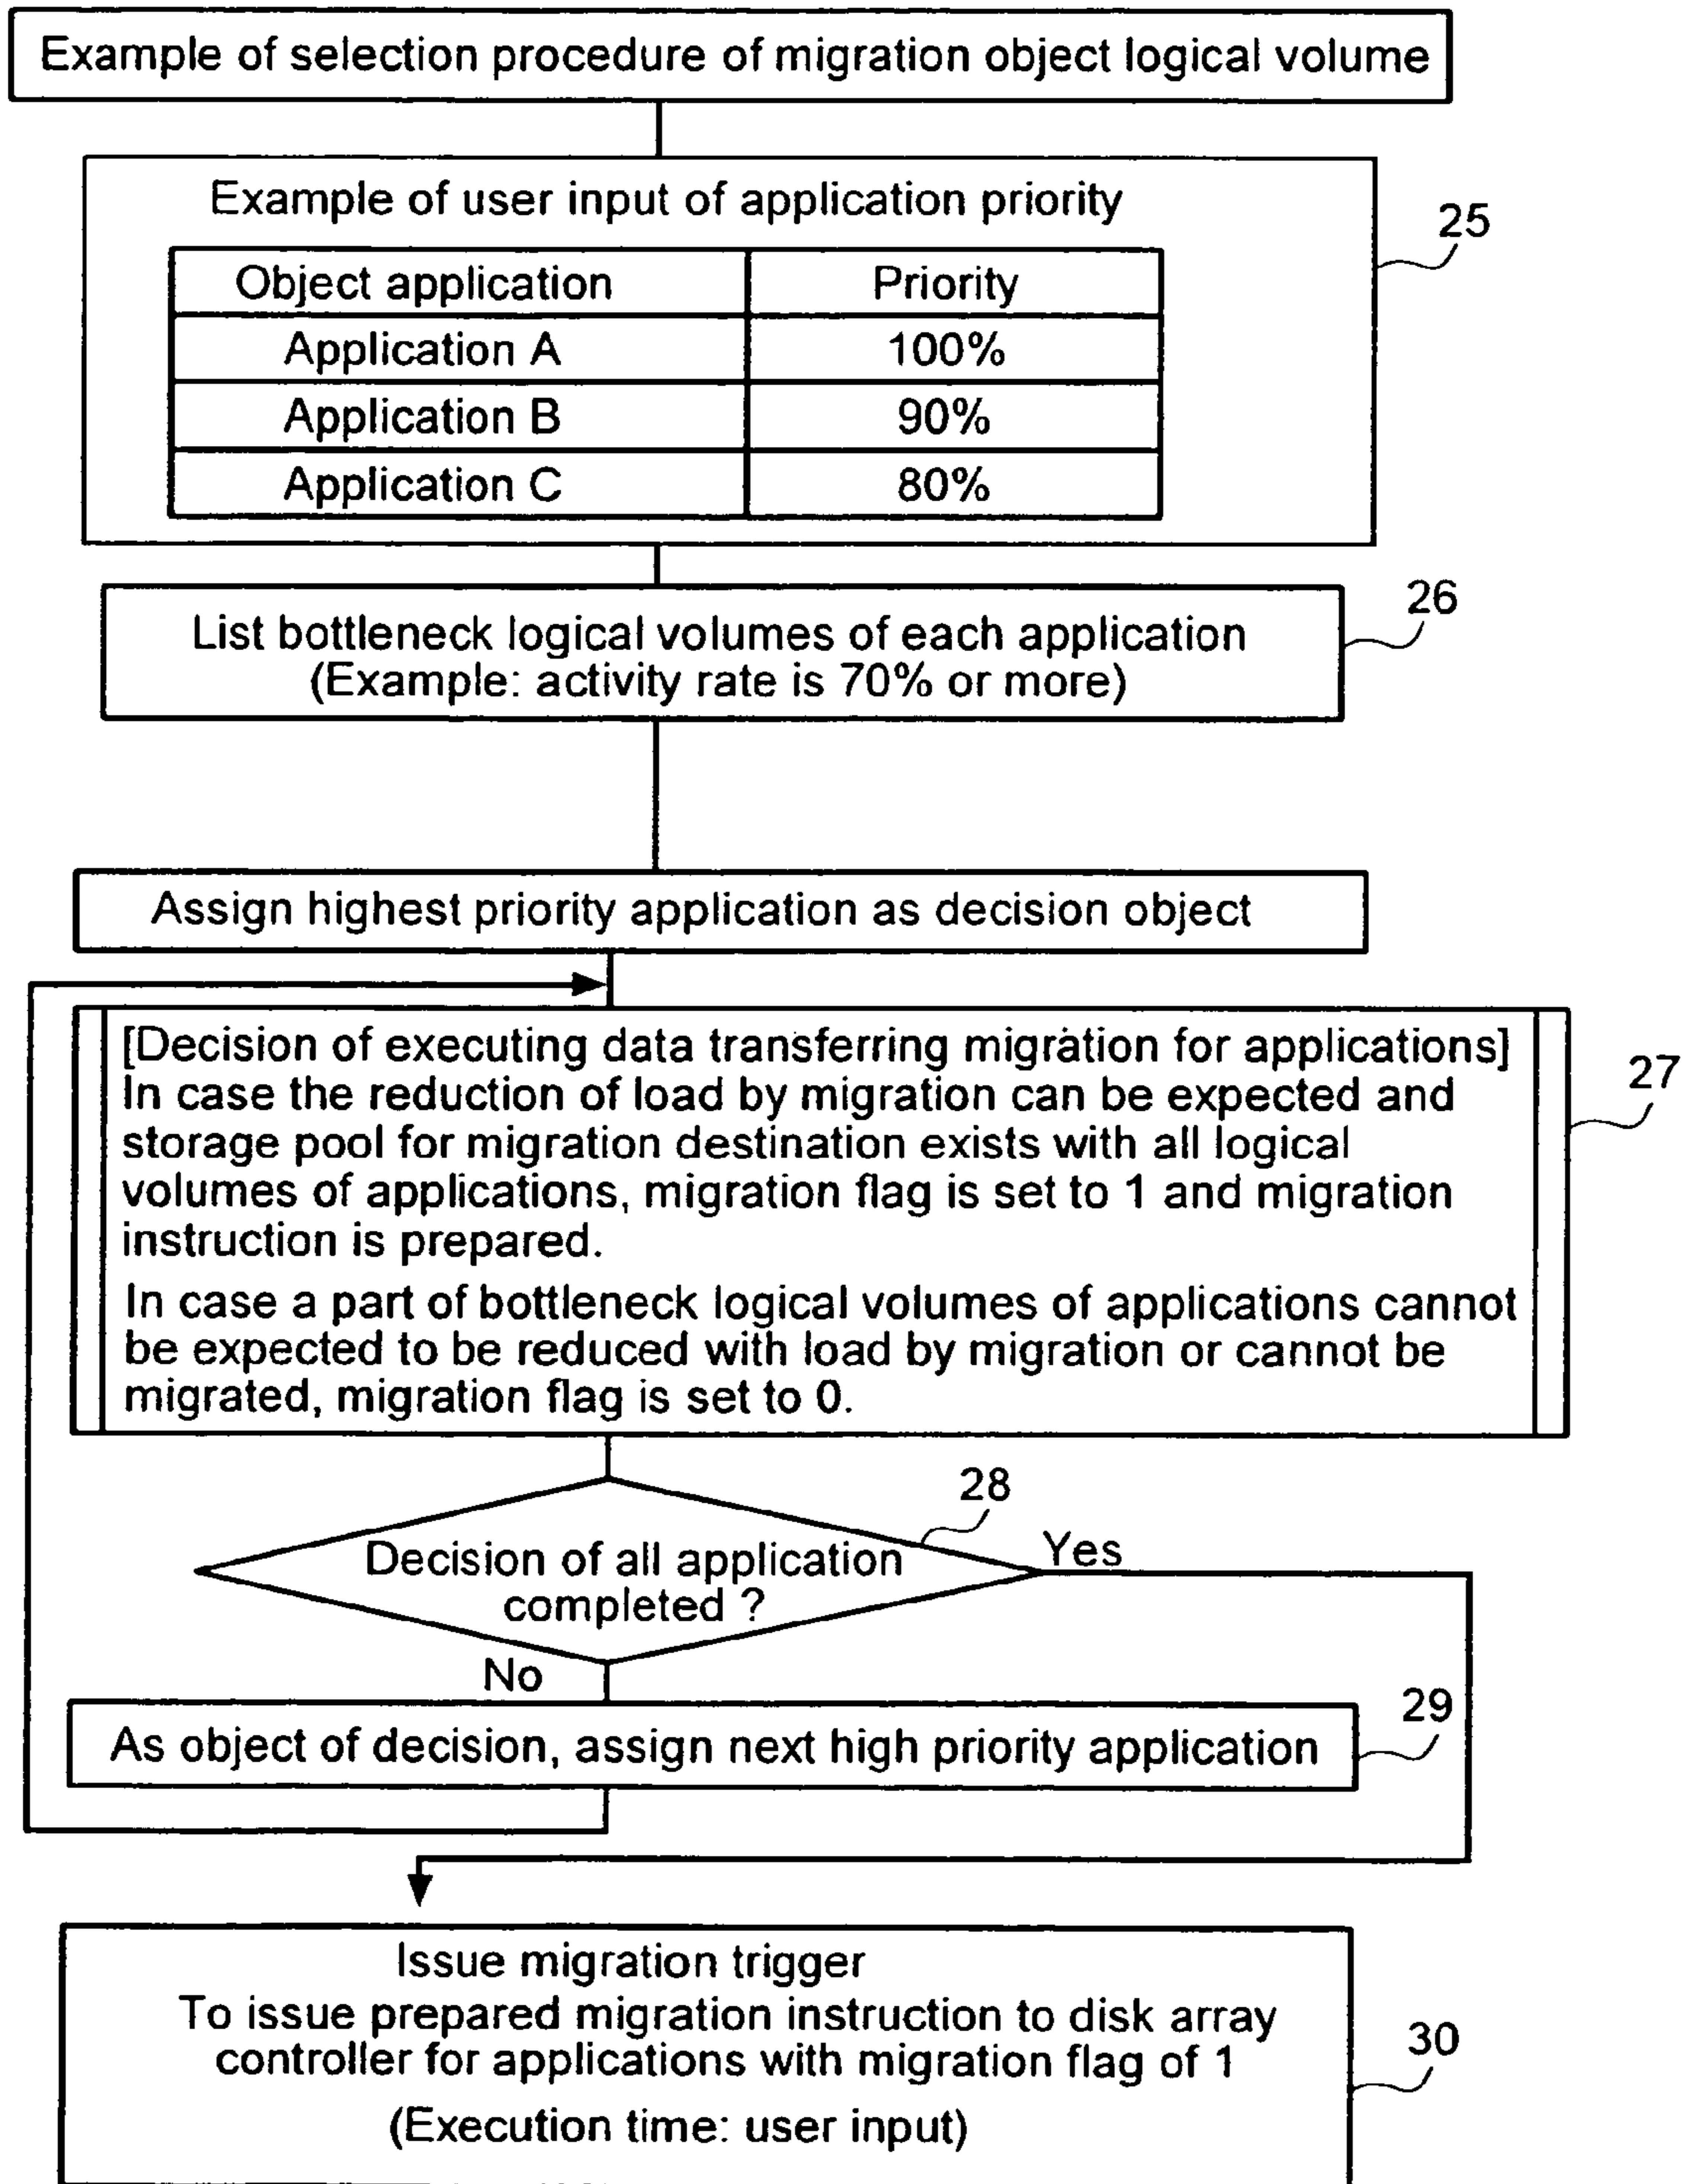 Example of selection procedure of migration object logical volume
Example of user input of application priority
25
Object application Priority
Application A 100%
Application B 90%
Application C 80%
26
List bottleneck logical volumes of each application
(Example: activity rate is 70% or more)
Assign highest priority application as decision object
[Decision of executing data transferring migration for applications]
27
In case the reduction of load by migration can be expected and
storage pool for migration destination exists with all logical
volumes of applications, migration flag is set to 1 and migration
instruction is prepared.
In case a part of bottleneck logical volumes of applications cannot
be expected to be reduced with load by migration or cannot be
migrated, migration flag is set to 0.
28
Decision of all application
completed ?
Yes
No
29
As object of decision, assign next high priority application
Issue migration trigger
To issue prepared migration instruction to disk array
controller for applications with migration flag of 1
30
(Execution time: user input)